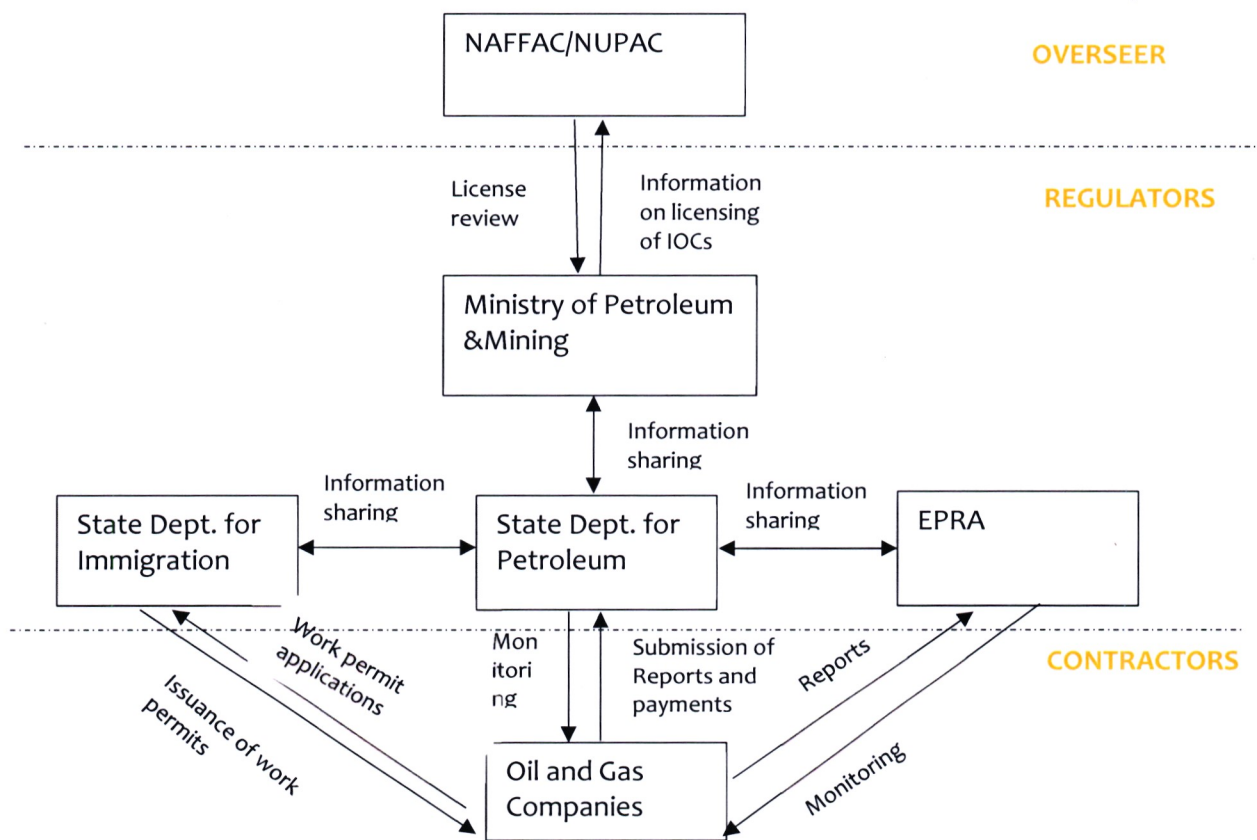 NAFFAC/NUPAC
OVERSEER
License
review
Information
on licensing
of IOCs
REGULATORS
Ministry of Petroleum
&Mining
Information
sharing
Information
sharing
Information
sharing
State Dept. for
Immigration
State Dept. for
Petroleum
EPRA
Work permit
applications
Issuance of work
permits
Mon
itori
ng
Submission of
Reports and
payments
Reports
Monitoring
CONTRACTORS
Oil and Gas
Companies